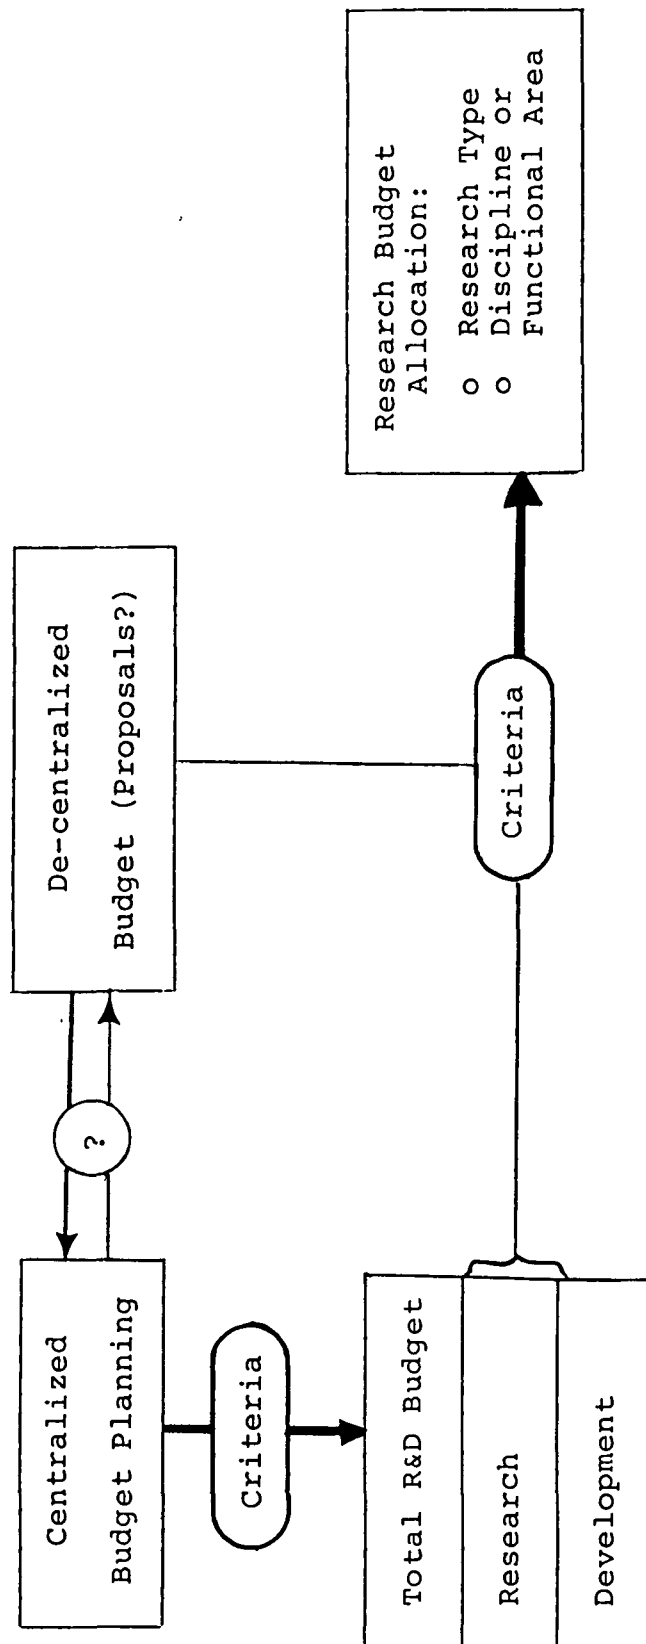 Centralized
Budget Planning
?
De-centralized
Budget (Proposals?)
Criteria
Total R&D Budget
Research
Development
Criteria
Research Budget
Allocation:
o Research Type
o Discipline or
Functional Area